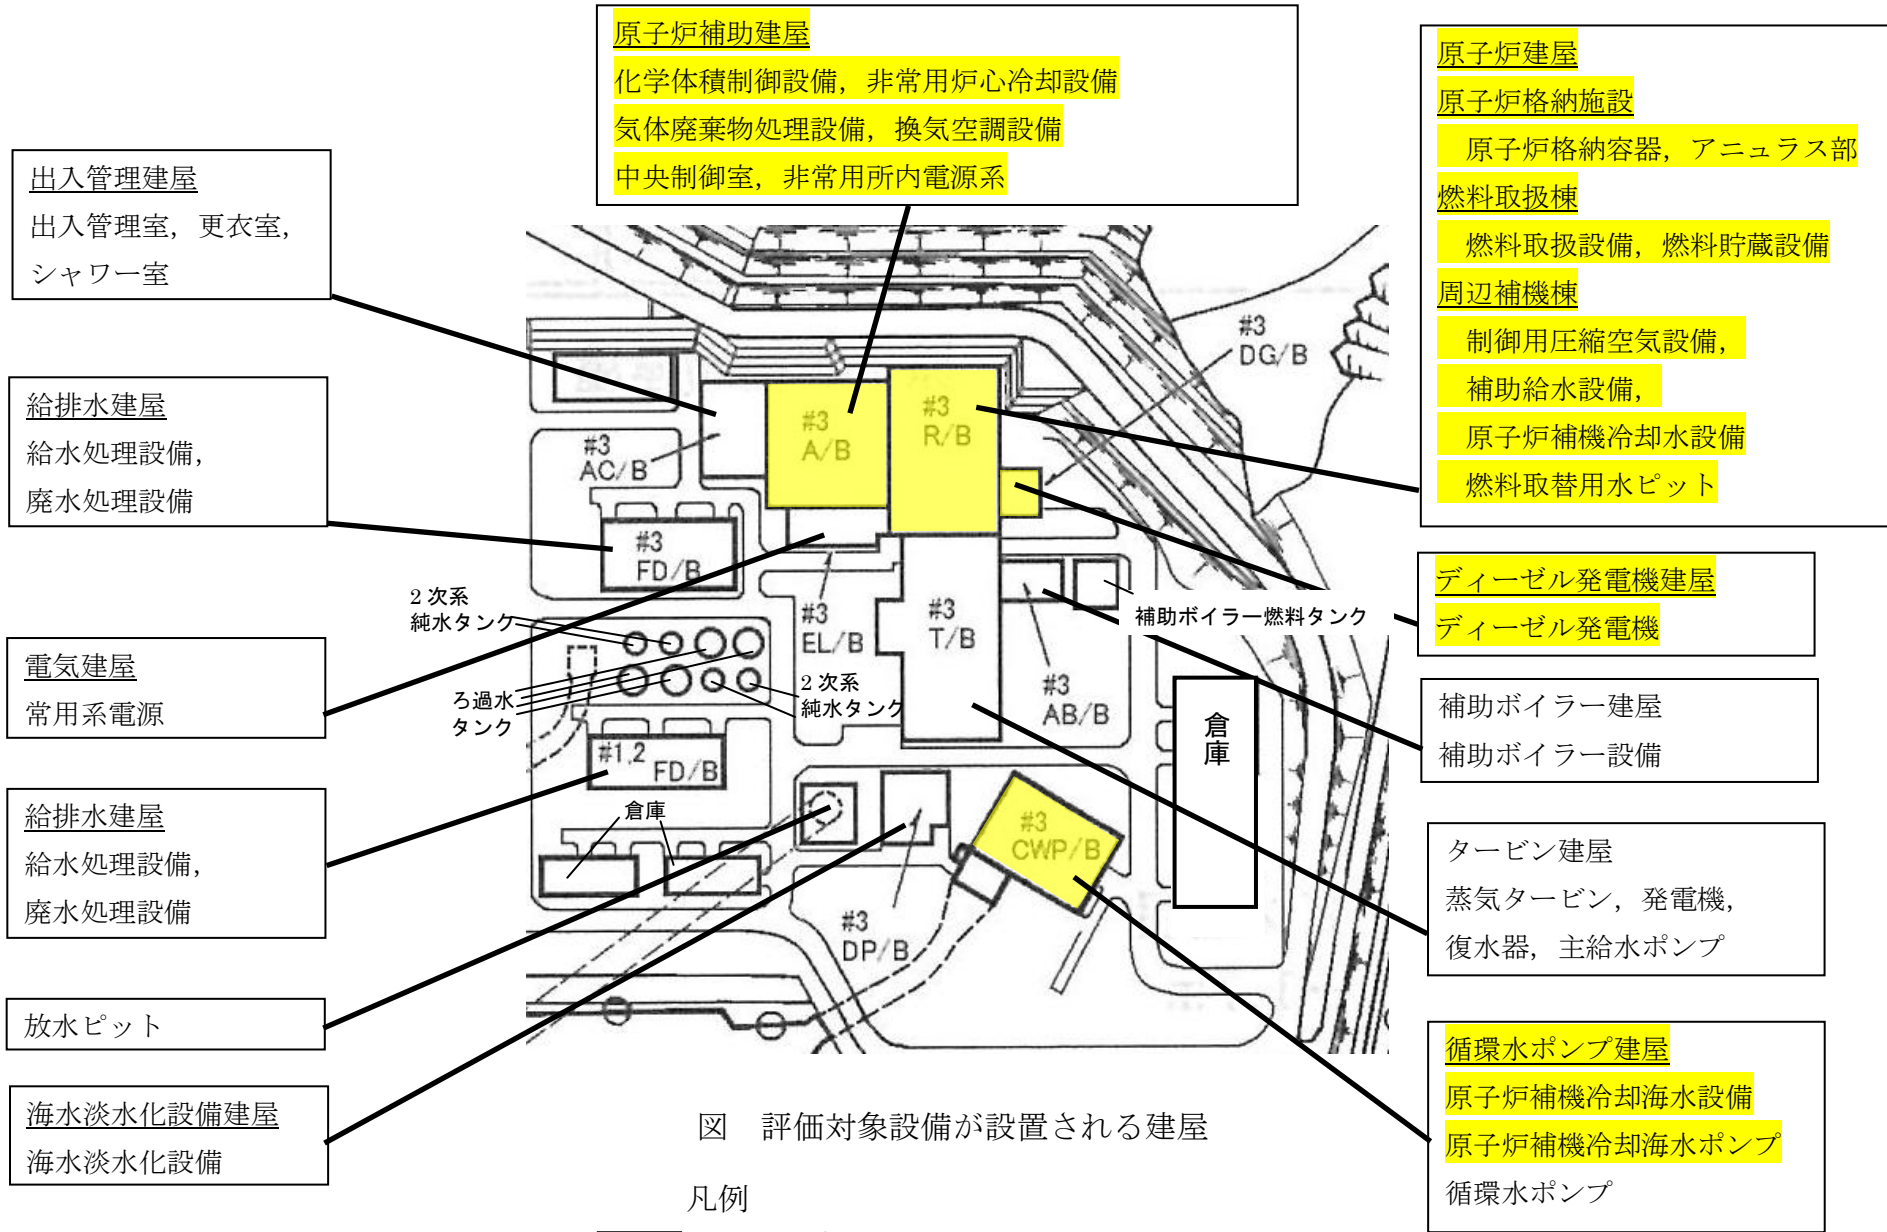 原子炉補助建屋
化学体積制御設備，非常用炉心冷却設備
気体廃棄物処理設備，換気空調設備
中央制御室，非常用所内電源系
原子炉建屋
原子炉格納施設
原子炉格納容器，アニュラス部
燃料取扱棟
燃料取扱設備，燃料貯蔵設備
周辺補機棟
制御用圧縮空気設備，
補助給水設備，
原子炉補機冷却水設備
燃料取替用水ピット
出入管理建屋
出入管理室，更衣室，
シャワー室
給排水建屋
給水処理設備，
廃水処理設備
電気建屋
常用系電源
給排水建屋
給水処理設備，
廃水処理設備
放水ピット
海水淡水化設備建屋
海水淡水化設備
#3
DG/B
#3
A/B
#3
R/B
#3
AC/B
#3
FD/B
2 次系
純水タンク
#3
EL/B
#3
T/B
補助ボイラー燃料タンク
#3
AB/B
ろ過水
タンク
2 次系
純水タンク
#1,2
FD/B
倉庫
倉庫
#3
CWP/B
#3
DP/B
ディーゼル発電機建屋
ディーゼル発電機
補助ボイラー建屋
補助ボイラー設備
タービン建屋
蒸気タービン，発電機，
復水器，主給水ポンプ
循環水ポンプ建屋
原子炉補機冷却海水設備
原子炉補機冷却海水ポンプ
循環水ポンプ
図　評価対象設備が設置される建屋
凡例